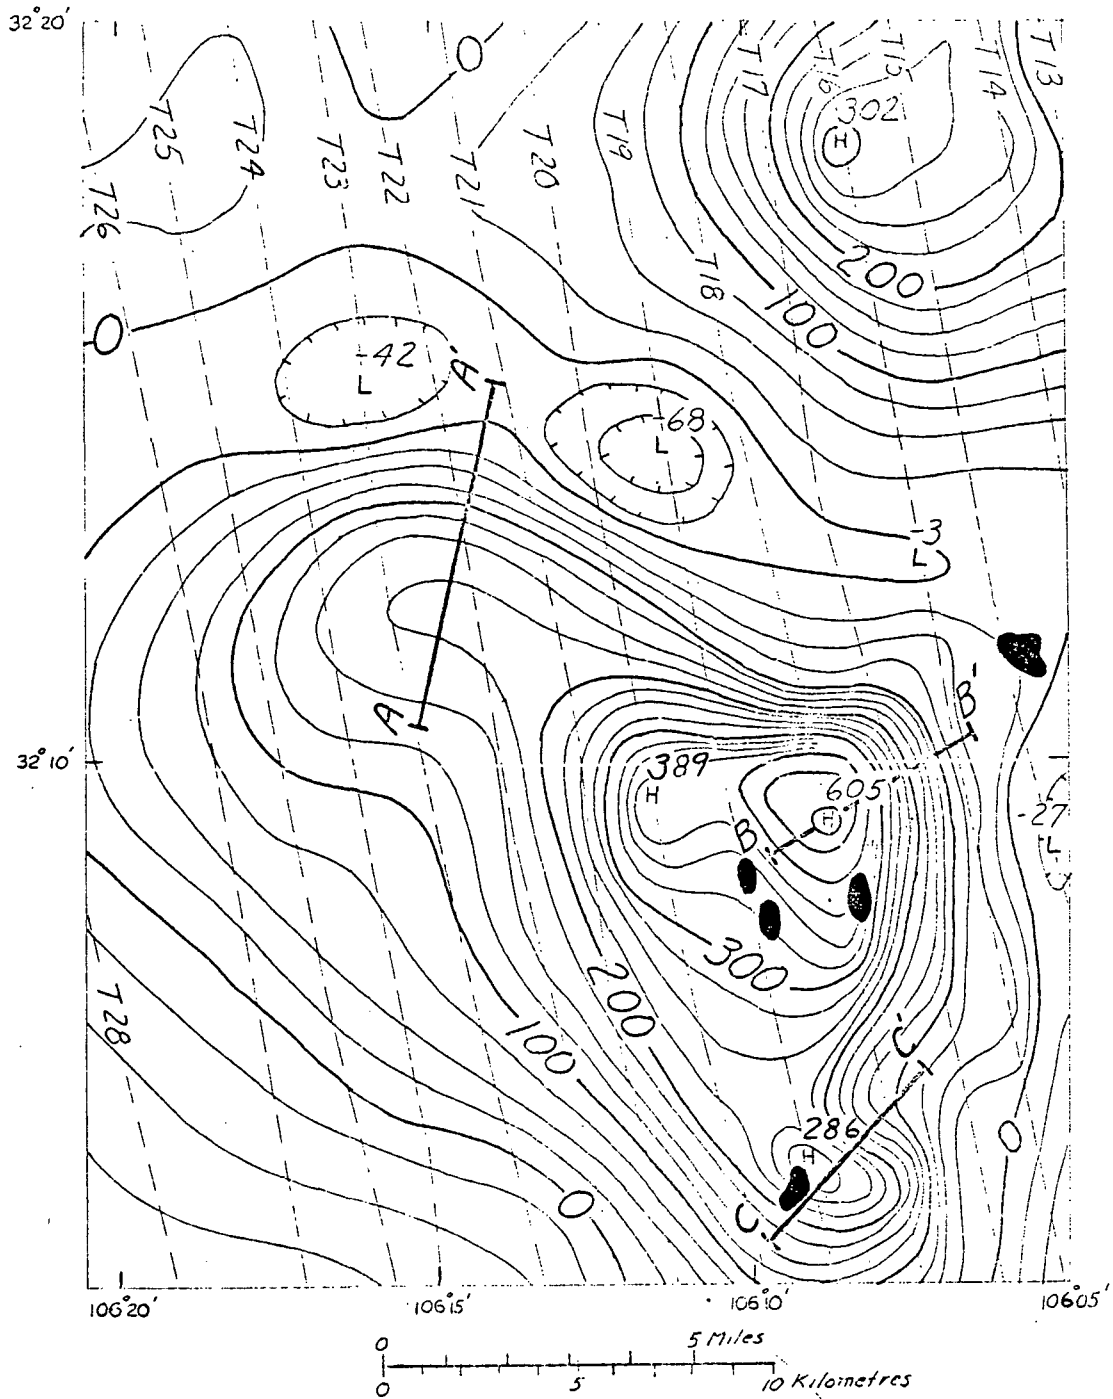 32°20'
0
T26
T25
T24
T23
T22
T21
T20
T19
T18
T17
T16
T15
T14
T13
302
H
200
100
0
-42
L
A'
-68
L
-3
L
A
32°10'
389
H
605
H
B
B'
-27
L
300
200
100
T28
C'
286
H
C
0
0
106°20'
106°15'
106°10'
106°05'
0 5 Miles
0 5 10 Kilometres